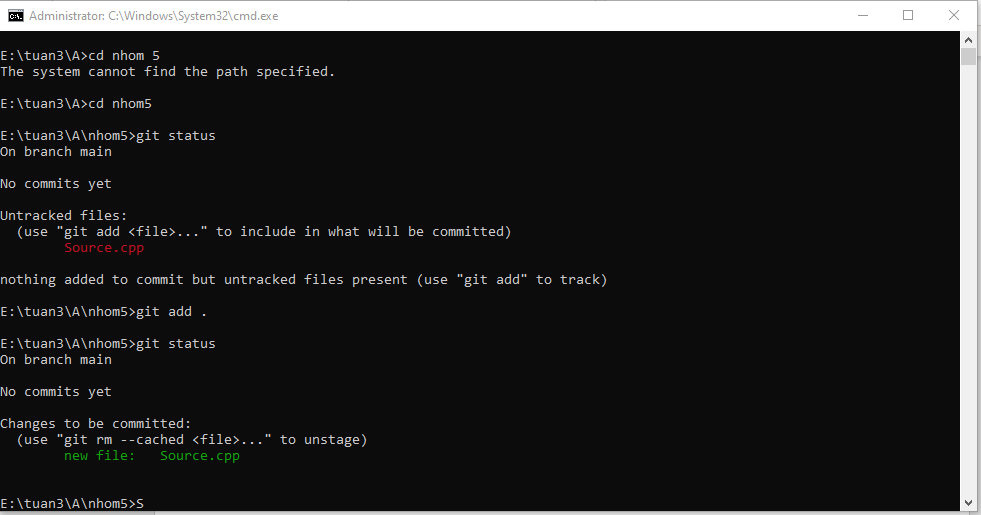 Administrator: C:\Windows\System32\cmd.exe
E:\tuan3\A>cd nhom 5
The system cannot find the path specified.
E:\tuan3\A>cd nhom5
E:\tuan3\A\nhom5>git status
On branch main
No commits yet
Untracked files:
  (use "git add <file>..." to include in what will be committed)
        Source.cpp
nothing added to commit but untracked files present (use "git add" to track)
E:\tuan3\A\nhom5>git add .
E:\tuan3\A\nhom5>git status
On branch main
No commits yet
Changes to be committed:
  (use "git rm --cached <file>..." to unstage)
        new file:   Source.cpp
E:\tuan3\A\nhom5>S